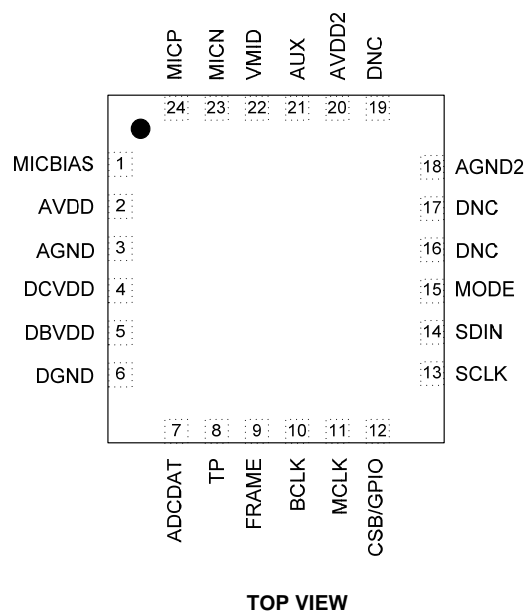 MICP
MICN
VMID
AUX
AVDD2
DNC
24
23
22
21
20
19
MICBIAS 1
AVDD 2
AGND 3
DCVDD 4
DBVDD 5
DGND 6
18 AGND2
17 DNC
16 DNC
15 MODE
14 SDIN
13 SCLK
7
8
9
10
11
12
ADCDAT
TP
FRAME
BCLK
MCLK
CSB/GPIO
TOP VIEW